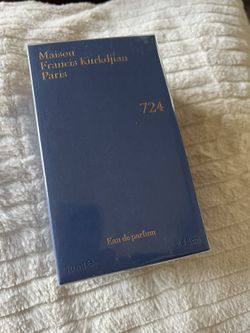 Maison
Francis Kurkdjian
Paris
724
Eau de parfum